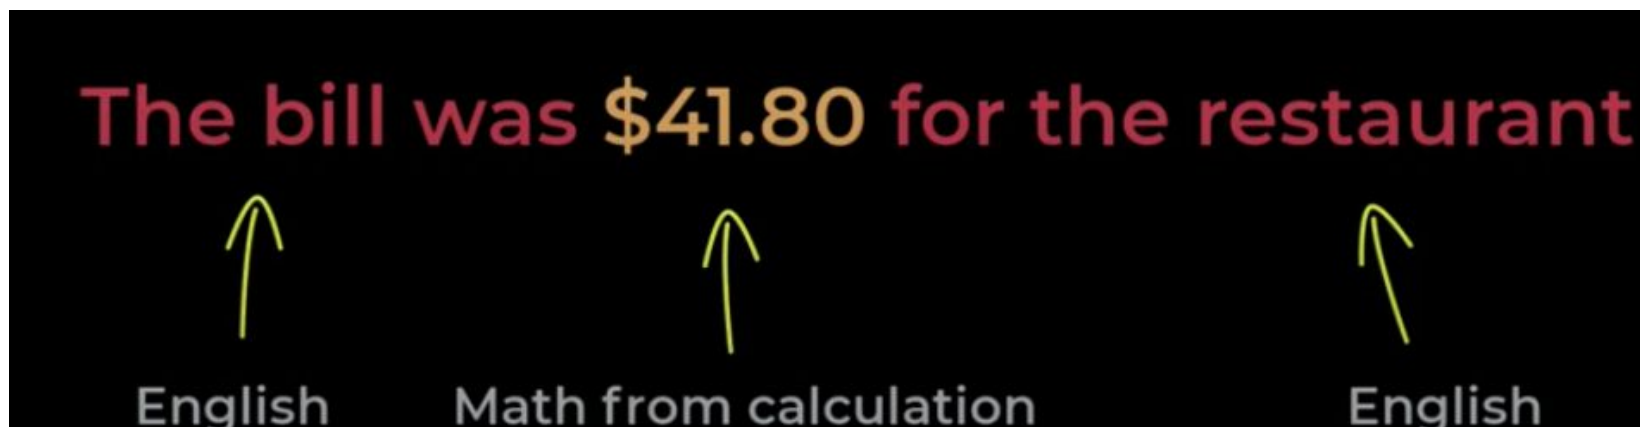 The bill was $41.80 for the restaurant
English Math from calculation English